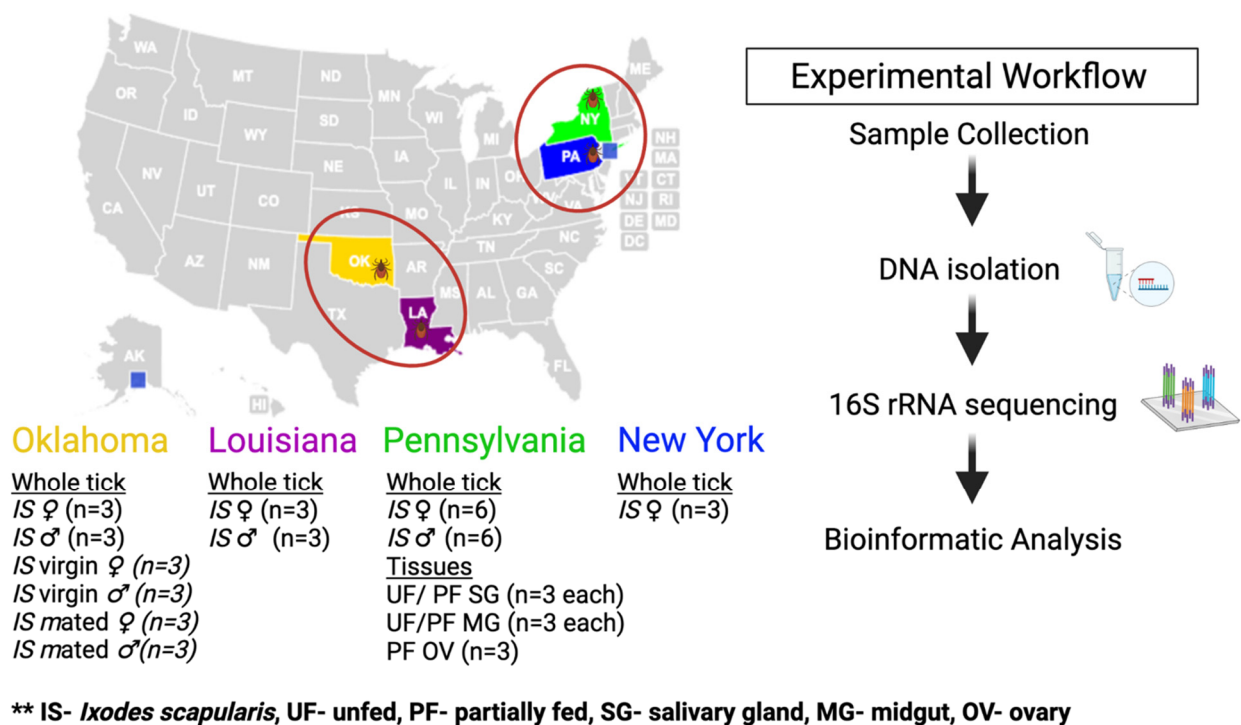 WA
OR
CA
NV
ID
MT
WY
UT
AZ
CO
NM
ND
SD
NE
KS
OK
TX
MN
IA
MO
AR
LA
WI
IL
MI
IN
OH
KY
TN
MS
AL
GA
FL
SC
NC
VA
PA
NY
ME
NH
MA
VT CT
NJ RI
DE MD
DC
AK
HI
Experimental Workflow
Sample Collection
DNA isolation
16S rRNA sequencing
Bioinformatic Analysis
Oklahoma
Whole tick
IS ♀ (n=3)
IS ♂ (n=3)
IS virgin ♀ (n=3)
IS virgin ♂ (n=3)
IS mated ♀ (n=3)
IS mated ♂(n=3)
Louisiana
Whole tick
IS ♀ (n=3)
IS ♂ (n=3)
Pennsylvania
Whole tick
IS ♀ (n=6)
IS ♂ (n=6)
Tissues
UF/ PF SG (n=3 each)
UF/PF MG (n=3 each)
PF OV (n=3)
New York
Whole tick
IS ♀ (n=3)
** IS- Ixodes scapularis, UF- unfed, PF- partially fed, SG- salivary gland, MG- midgut, OV- ovary